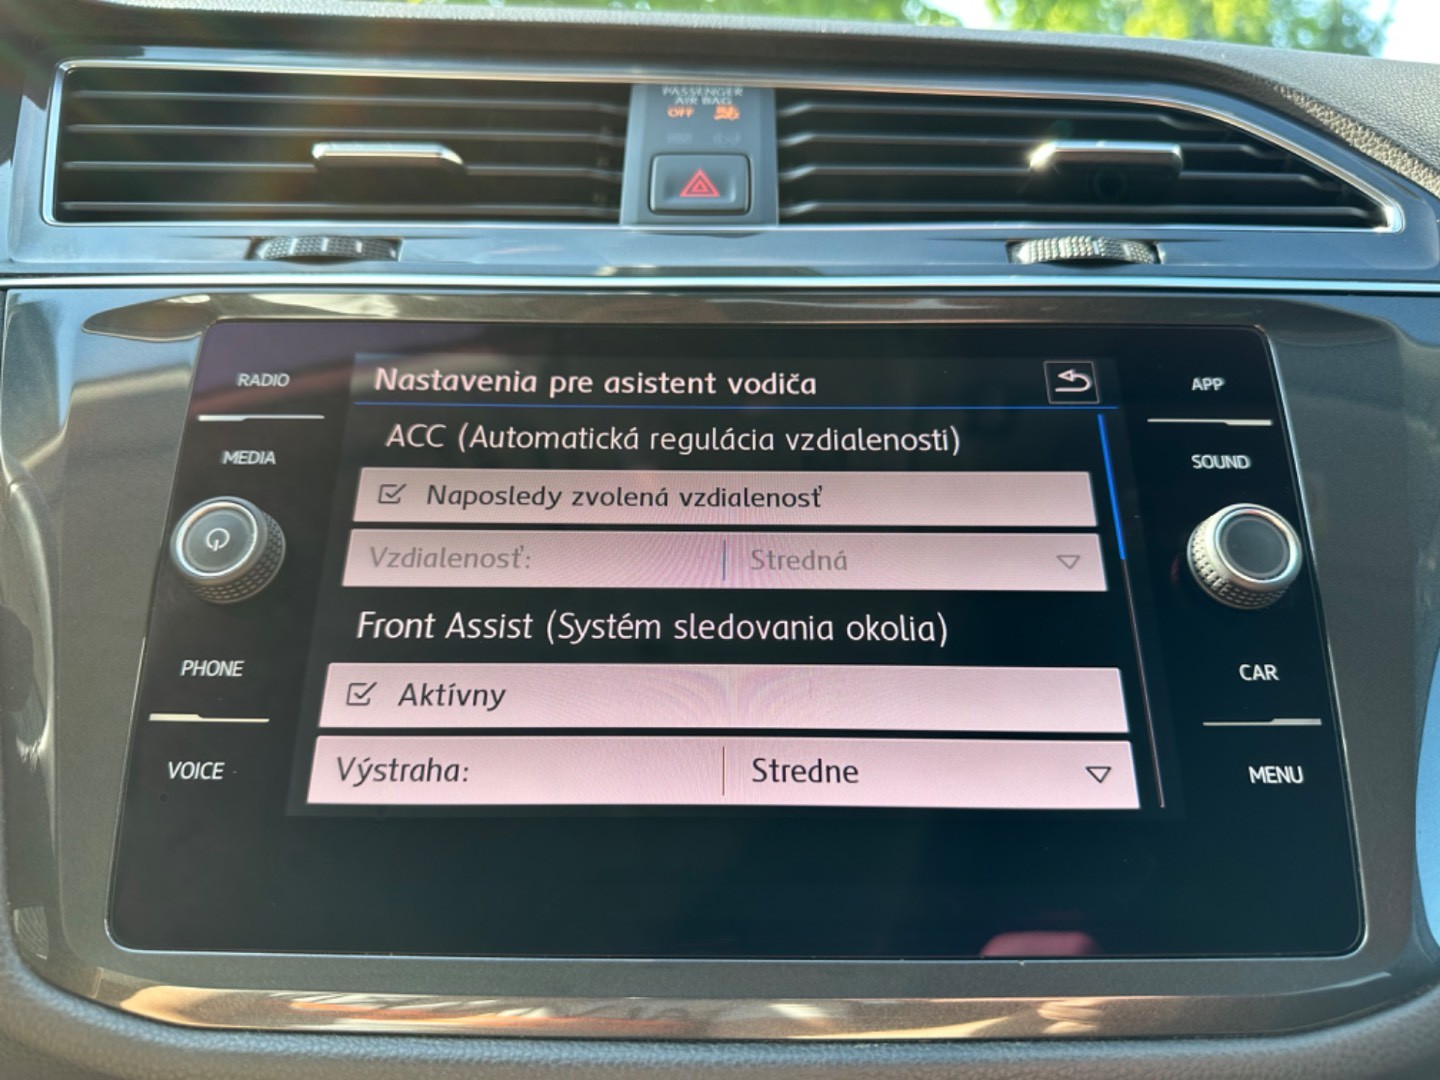 PASSENGER
AIR BAG
OFF
RADIO
MEDIA
PHONE
VOICE
Nastavenia pre asistent vodiča
ACC (Automatická regulácia vzdialenosti)
Naposledy zvolená vzdialenosť
Vzdialenosť: Stredná
Front Assist (Systém sledovania okolia)
Aktívny
Výstraha: Stredne
APP
SOUND
CAR
MENU